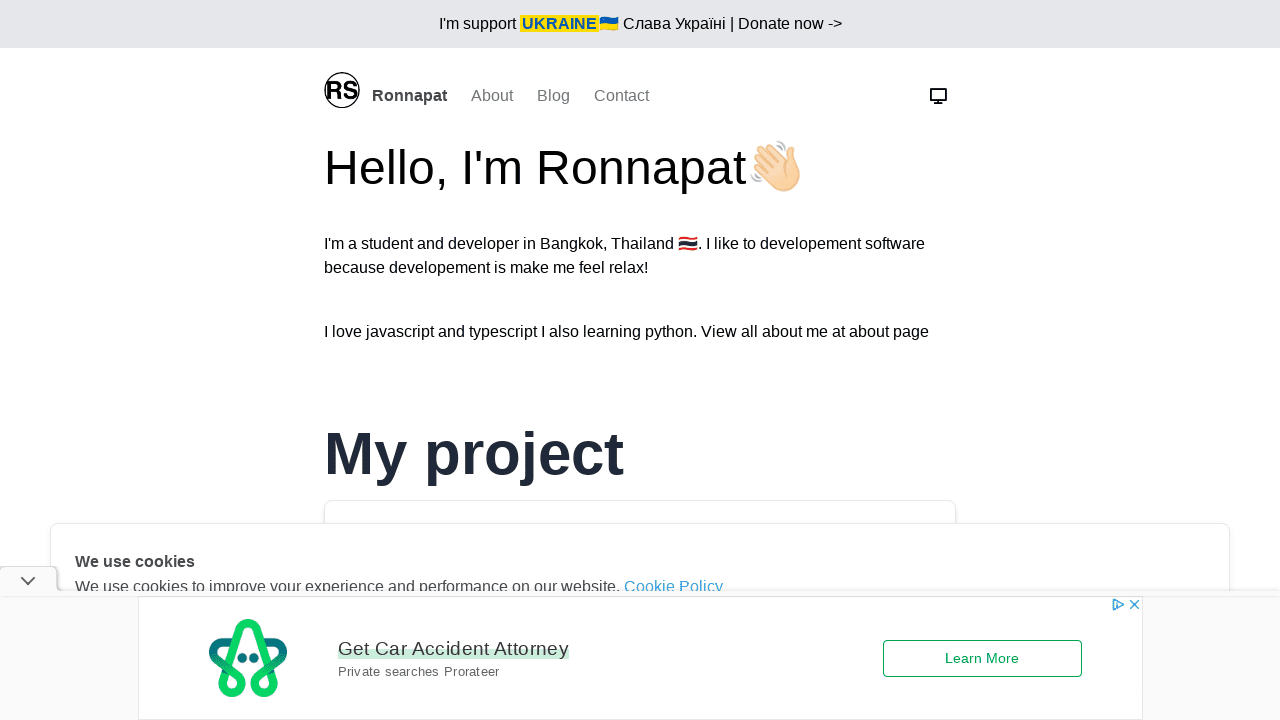 I'm support UKRAINE🇺🇦 Слава Україні | Donate now ->
RS Ronnapat About Blog Contact
Hello, I'm Ronnapat👋🏻
I'm a student and developer in Bangkok, Thailand 🇹🇭. I like to developement software
because developement is make me feel relax!
I love javascript and typescript I also learning python. View all about me at about page
My project
We use cookies
We use cookies to improve your experience and performance on our website. Cookie Policy
Get Car Accident Attorney
Private searches Prorateer
Learn More